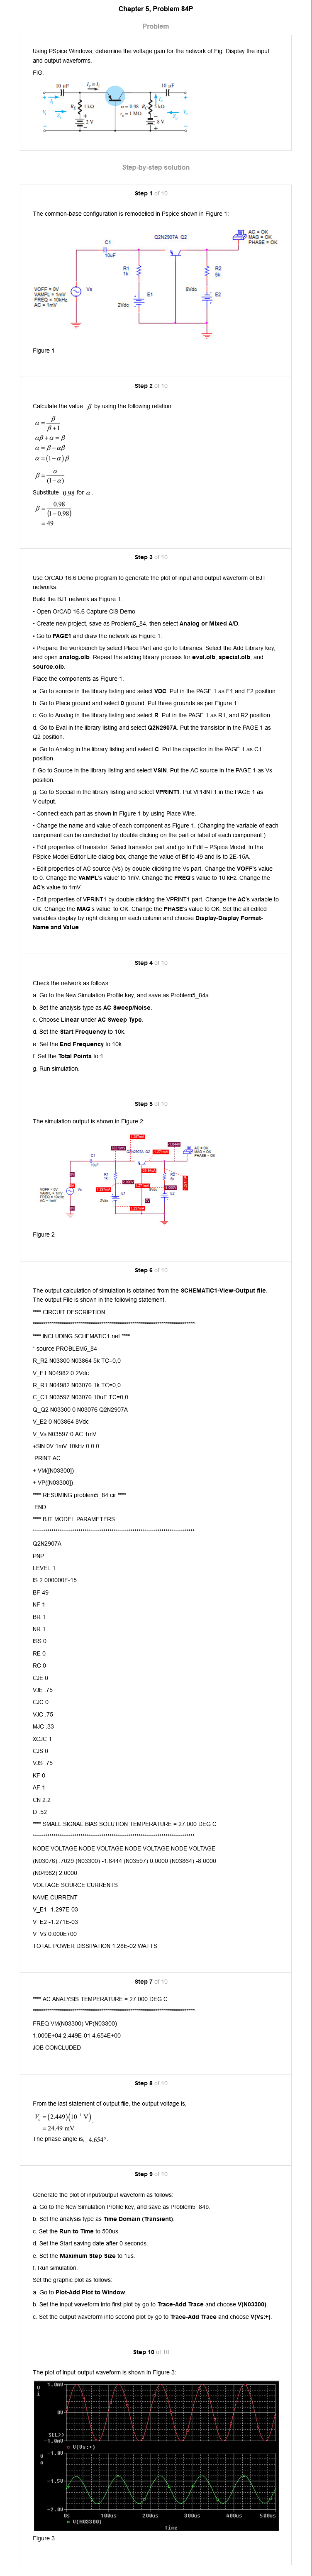 Chapter 5, Problem 84P
Problem
Using PSpice Windows, determine the voltage gain for the network of Fig. Display the input
and output waveforms.
FIG.
10 μF
10 μF
1 kΩ
α = 0.98
5 kΩ
2 V
8 V
Step-by-step solution
Step 1 of 10
The common-base configuration is remodelled in Pspice shown in Figure 1:
C1
10uF
Q2N2907A Q2
AC = OK
MAG = OK
PHASE = OK
VOFF = 0V
VAMPL = 1mV
FREQ = 10kHz
AC = 1mV
Vs
R1
1k
E1
2Vdc
R2
5k
8Vdc
E2
Figure 1
Step 2 of 10
Calculate the value β by using the following relation:
α = β/(β+1)
αβ + α = β
α = β − αβ
α = (1−α)β
β = α/(1−α)
Substitute 0.98 for α.
β = 0.98/(1−0.98)
= 49
Step 3 of 10
Use OrCAD 16.6 Demo program to generate the plot of input and output waveform of BJT
networks.
Build the BJT network as Figure 1.
• Open OrCAD 16.6 Capture CIS Demo
• Create new project, save as Problem5_84, then select Analog or Mixed A/D.
• Go to PAGE1 and draw the network as Figure 1.
• Prepare the workbench by select Place Part and go to Libraries. Select the Add Library key,
and open analog.olb. Repeat the adding library process for eval.olb, special.olb, and
source.olb.
Place the components as Figure 1.
a. Go to source in the library listing and select VDC. Put in the PAGE 1 as E1 and E2 position.
b. Go to Place ground and select 0 ground. Put three grounds as per Figure 1.
c. Go to Analog in the library listing and select R. Put in the PAGE 1 as R1, and R2 position.
d. Go to Eval in the library listing and select Q2N2907A. Put the transistor in the PAGE 1 as
Q2 position.
e. Go to Analog in the library listing and select C. Put the capacitor in the PAGE 1 as C1
position.
f. Go to Source in the library listing and select VSIN. Put the AC source in the PAGE 1 as Vs
position.
g. Go to Special in the library listing and select VPRINT1. Put VPRINT1 in the PAGE 1 as
V-output.
• Connect each part as shown in Figure 1 by using Place Wire.
• Change the name and value of each component as Figure 1. (Changing the variable of each
component can be conducted by double clicking on the part or label of each component.)
• Edit properties of transistor. Select transistor part and go to Edit – PSpice Model. In the
PSpice Model Editor Lite dialog box, change the value of Bf to 49 and Is to 2E-15A.
• Edit properties of AC source (Vs) by double clicking the Vs part. Change the VOFF's value
to 0. Change the VAMPL's value' to 1mV. Change the FREQ's value to 10 kHz. Change the
AC's value to 1mV.
• Edit properties of VPRINT1 by double clicking the VPRINT1 part. Change the AC's variable to
OK. Change the MAG's value' to OK. Change the PHASE's value to OK. Set the all edited
variables display by right clicking on each column and choose Display-Display Format-
Name and Value.
Step 4 of 10
Check the network as follows:
a. Go to the New Simulation Profile key, and save as Problem5_84a.
b. Set the analysis type as AC Sweep/Noise.
c. Choose Linear under AC Sweep Type.
d. Set the Start Frequency to 10k.
e. Set the End Frequency to 10k.
f. Set the Total Points to 1.
g. Run simulation.
Step 5 of 10
The simulation output is shown in Figure 2:
Figure 2
Step 6 of 10
The output calculation of simulation is obtained from the SCHEMATIC1-View-Output file.
The output File is shown in the following statement.
**** CIRCUIT DESCRIPTION
**** INCLUDING SCHEMATIC1.net ****
* source PROBLEM5_84
R_R2 N03300 N03864 5k TC=0,0
V_E1 N04982 0 2Vdc
R_R1 N04982 N03076 1k TC=0,0
C_C1 N03597 N03076 10uF TC=0,0
Q_Q2 N03300 0 N03076 Q2N2907A
V_E2 0 N03864 8Vdc
V_Vs N03597 0 AC 1mV
+SIN 0V 1mV 10kHz 0 0 0
.PRINT AC
+ VM([N03300])
+ VP([N03300])
**** RESUMING problem5_84.cir ****
.END
**** BJT MODEL PARAMETERS
Q2N2907A
PNP
LEVEL 1
IS 2.000000E-15
BF 49
NF 1
BR 1
NR 1
ISS 0
RE 0
RC 0
CJE 0
VJE .75
CJC 0
VJC .75
MJC .33
XCJC 1
CJS 0
VJS .75
KF 0
AF 1
CN 2.2
D .52
**** SMALL SIGNAL BIAS SOLUTION TEMPERATURE = 27.000 DEG C
NODE VOLTAGE NODE VOLTAGE NODE VOLTAGE NODE VOLTAGE
(N03076) .7029 (N03300) -1.6444 (N03597) 0.0000 (N03864) -8.0000
(N04982) 2.0000
VOLTAGE SOURCE CURRENTS
NAME CURRENT
V_E1 -1.297E-03
V_E2 -1.271E-03
V_Vs 0.000E+00
TOTAL POWER DISSIPATION 1.28E-02 WATTS
Step 7 of 10
**** AC ANALYSIS TEMPERATURE = 27.000 DEG C
FREQ VM(N03300) VP(N03300)
1.000E+04 2.449E-01 4.654E+00
JOB CONCLUDED
Step 8 of 10
From the last statement of output file, the output voltage is,
= 24.49 mV
The phase angle is, 4.654°.
Step 9 of 10
Generate the plot of input/output waveform as follows:
a. Go to the New Simulation Profile key, and save as Problem5_84b.
b. Set the analysis type as Time Domain (Transient).
c. Set the Run to Time to 500us.
d. Set the Start saving date after 0 seconds.
e. Set the Maximum Step Size to 1us.
f. Run simulation.
Set the graphic plot as follows:
a. Go to Plot-Add Plot to Window.
b. Set the input waveform into first plot by go to Trace-Add Trace and choose V(N03300).
c. Set the output waveform into second plot by go to Trace-Add Trace and choose V(Vs:+).
Step 10 of 10
The plot of input-output waveform is shown in Figure 3:
1.0mV
0V
SEL>>
-1.0mV
V(Vs:+)
-1.0V
-1.5V
-2.0V
0s 100us 200us 300us 400us 500us
V(N03300)
Time
Figure 3